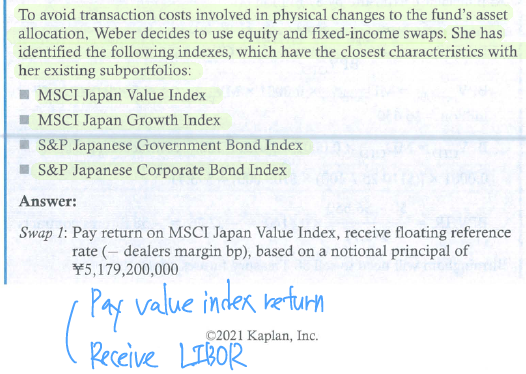 To avoid transaction costs involved in physical changes to the fund's asset
allocation, Weber decides to use equity and fixed-income swaps. She has
identified the following indexes, which have the closest characteristics with
her existing subportfolios:
■ MSCI Japan Value Index
■ MSCI Japan Growth Index
■ S&P Japanese Government Bond Index
■ S&P Japanese Corporate Bond Index
Answer:
Swap 1: Pay return on MSCI Japan Value Index, receive floating reference
rate (− dealers margin bp), based on a notional principal of
¥5,179,200,000
Pay value index return
©2021 Kaplan, Inc.
Receive LIBOR